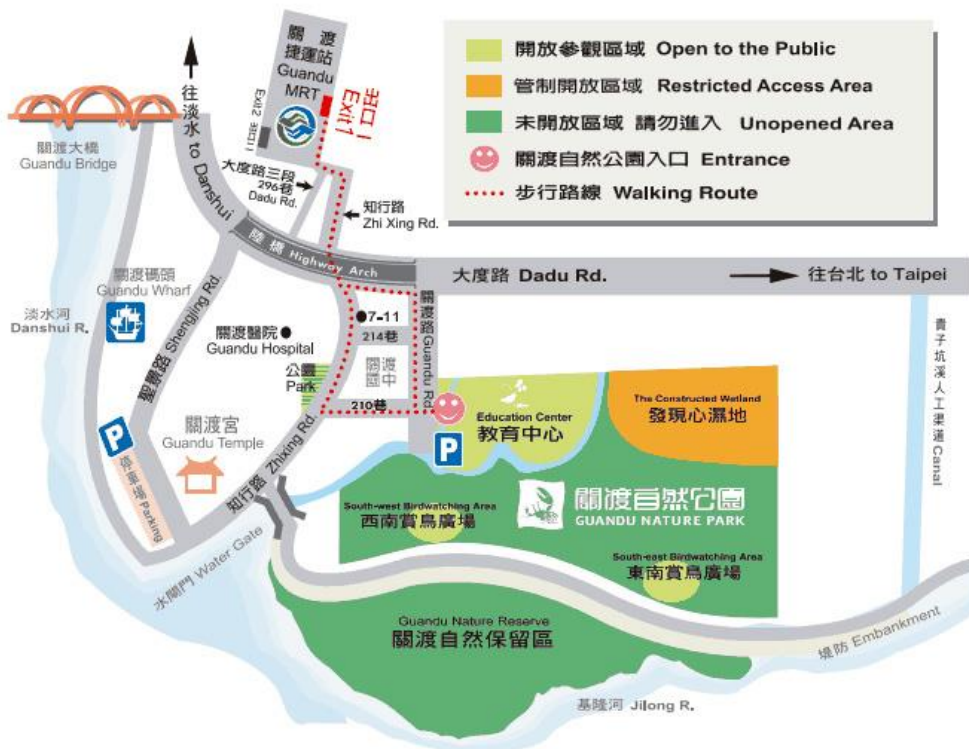 關渡
捷運站
Guandu
MRT
出口1
Exit 1
Exit2 出口
往淡水 to Danshui
關渡大橋
Guandu Bridge
大度路三段
296巷
Dadu Rd.
知行路
Zhi Xing Rd.
開放參觀區域 Open to the Public
管制開放區域 Restricted Access Area
未開放區域 請勿進入 Unopened Area
關渡自然公園入口 Entrance
步行路線 Walking Route
陸橋 Highway Arch
大度路 Dadu Rd.
往台北 to Taipei
關渡碼頭
Guandu Wharf
淡水河
Danshui R.
聖景路 Shengjing Rd.
關渡醫院
Guandu Hospital
7-11
214巷
關渡路 Guandu Rd.
關渡
國中
公園
Park
210巷
貴子坑溪人工渠道 Canal
Education Center
教育中心
The Constructed Wetland
發現心濕地
P
P
停車場 Parking
關渡宮
Guandu Temple
知行路 Zhixing Rd.
關渡自然公園
GUANDU NATURE PARK
South-west Birdwatching Area
西南賞鳥廣場
South-east Birdwatching Area
東南賞鳥廣場
水閘門 Water Gate
Guandu Nature Reserve
關渡自然保留區
堤防 Embankment
基隆河 Jilong R.